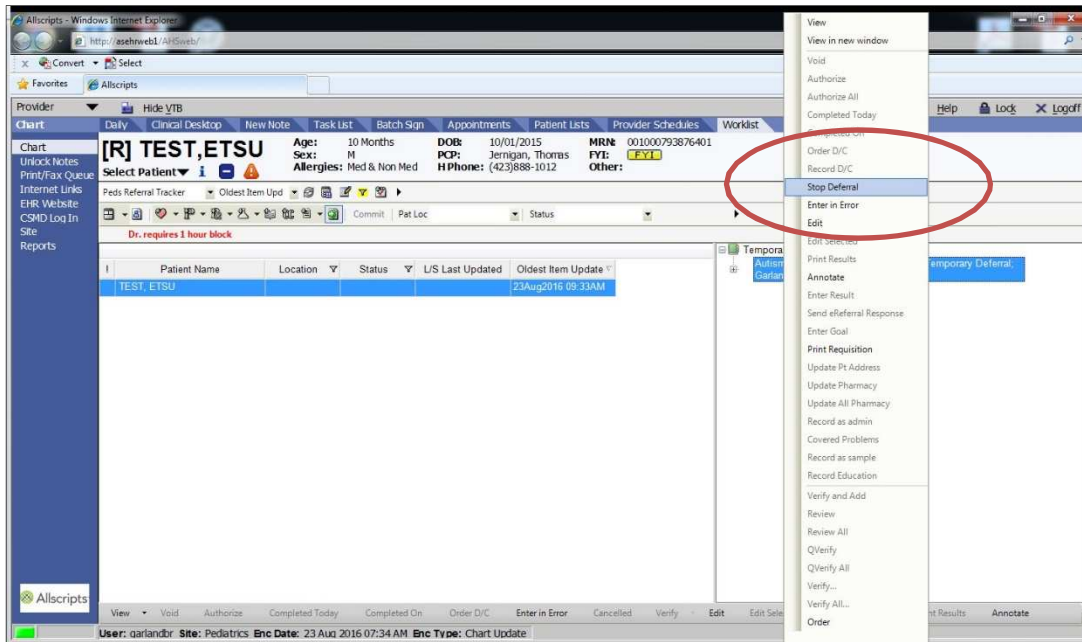 Allscripts - Windows Internet Explorer
http://asehrweb1/AHSweb/
x Convert Select
Favorites Allscripts
Provider Hide VTB Help Lock Logoff
Chart Daily Clinical Desktop New Note Task List Batch Sign Appointments Patient Lists Provider Schedules Worklist
Chart
Unlock Notes
Print/Fax Queue
Internet Links
EHR Website
CSMD Log In
Site
Reports
[R] TEST,ETSU Age: 10 Months DOB: 10/01/2015 MRN: 001000793876401
Sex: M PCP: Jernigan, Thomas FYI: FYI
Select Patient Allergies: Med & Non Med H Phone: (423)888-1012 Other:
Peds Referral Tracker Oldest Item Upd
Commit Pat Loc Status
Dr. requires 1 hour block
! Patient Name Location Status L/S Last Updated Oldest Item Update
TEST, ETSU 23Aug2016 09:33AM
Tempora
Autism Temporary Deferral;
Garlan
View
View in new window
Void
Authorize
Authorize All
Completed Today
Completed On
Order D/C
Record D/C
Stop Deferral
Enter in Error
Edit
Edit Selected
Print Results
Annotate
Enter Result
Send eReferral Response
Enter Goal
Print Requisition
Update Pt Address
Update Pharmacy
Update All Pharmacy
Record as admin
Covered Problems
Record as sample
Record Education
Verify and Add
Review
Review All
QVerify
QVerify All
Verify...
Verify All...
Order
Allscripts
View Void Authorize Completed Today Completed On Order D/C Enter in Error Cancelled Verify Edit Edit Sele nt Results Annotate
User: garlandbr Site: Pediatrics Enc Date: 23 Aug 2016 07:34 AM Enc Type: Chart Update